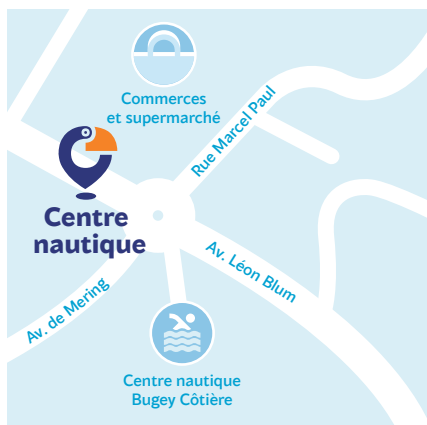 Commerces
et supermarché
Rue Marcel Paul
Centre
nautique
Av. Léon Blum
Av. de Mering
Centre nautique
Bugey Côtière